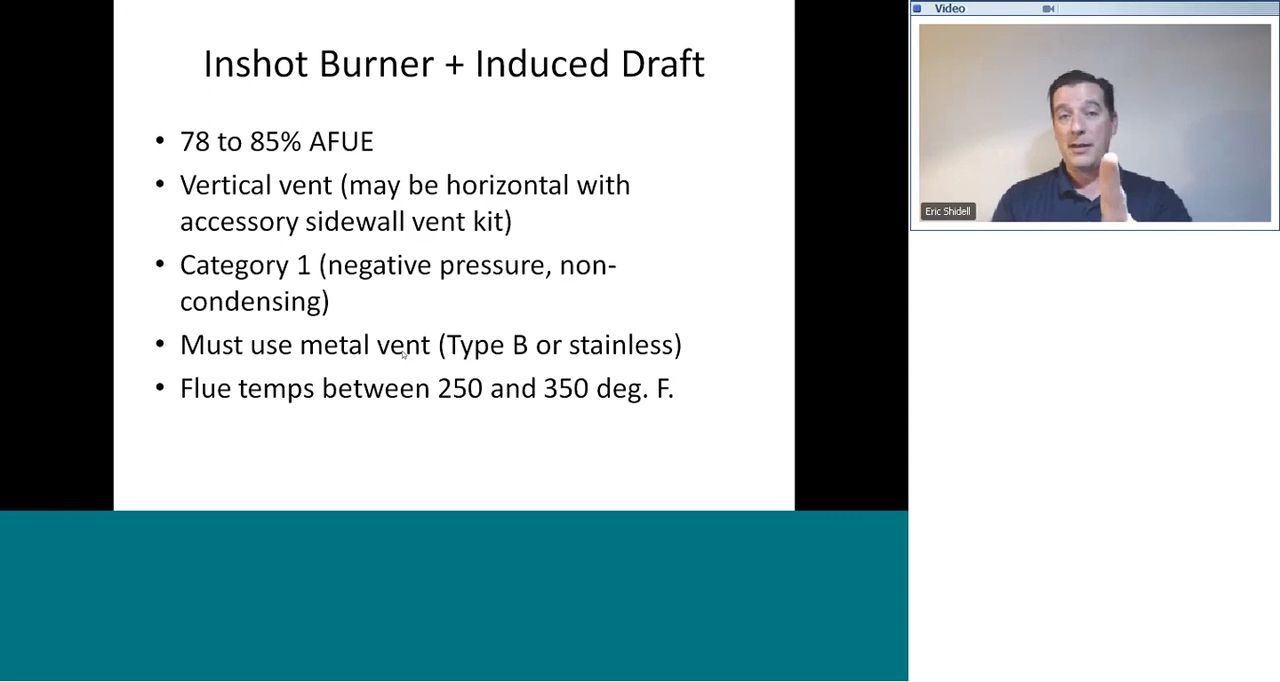 Inshot Burner + Induced Draft
• 78 to 85% AFUE
• Vertical vent (may be horizontal with
accessory sidewall vent kit)
• Category 1 (negative pressure, non-
condensing)
• Must use metal vent (Type B or stainless)
• Flue temps between 250 and 350 deg. F.
Video
Eric Shidell